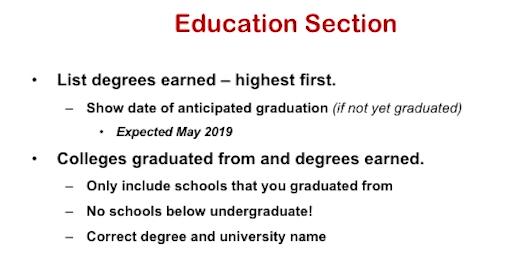 Education Section
• List degrees earned – highest first.
– Show date of anticipated graduation (if not yet graduated)
• Expected May 2019
• Colleges graduated from and degrees earned.
– Only include schools that you graduated from
– No schools below undergraduate!
– Correct degree and university name